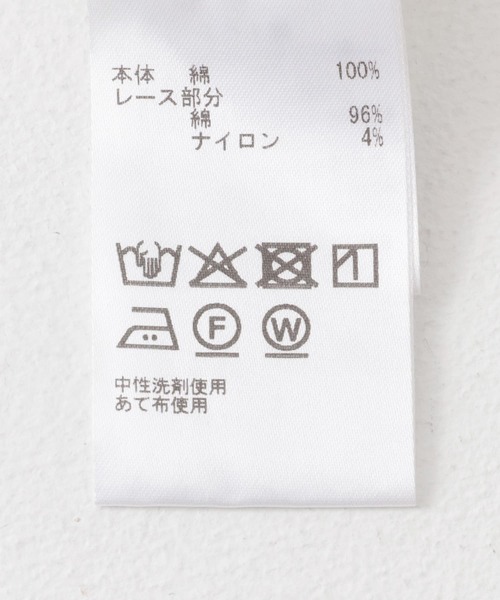 本体 綿 100%
レース部分
綿 96%
ナイロン 4%
F W
中性洗剤使用
あて布使用